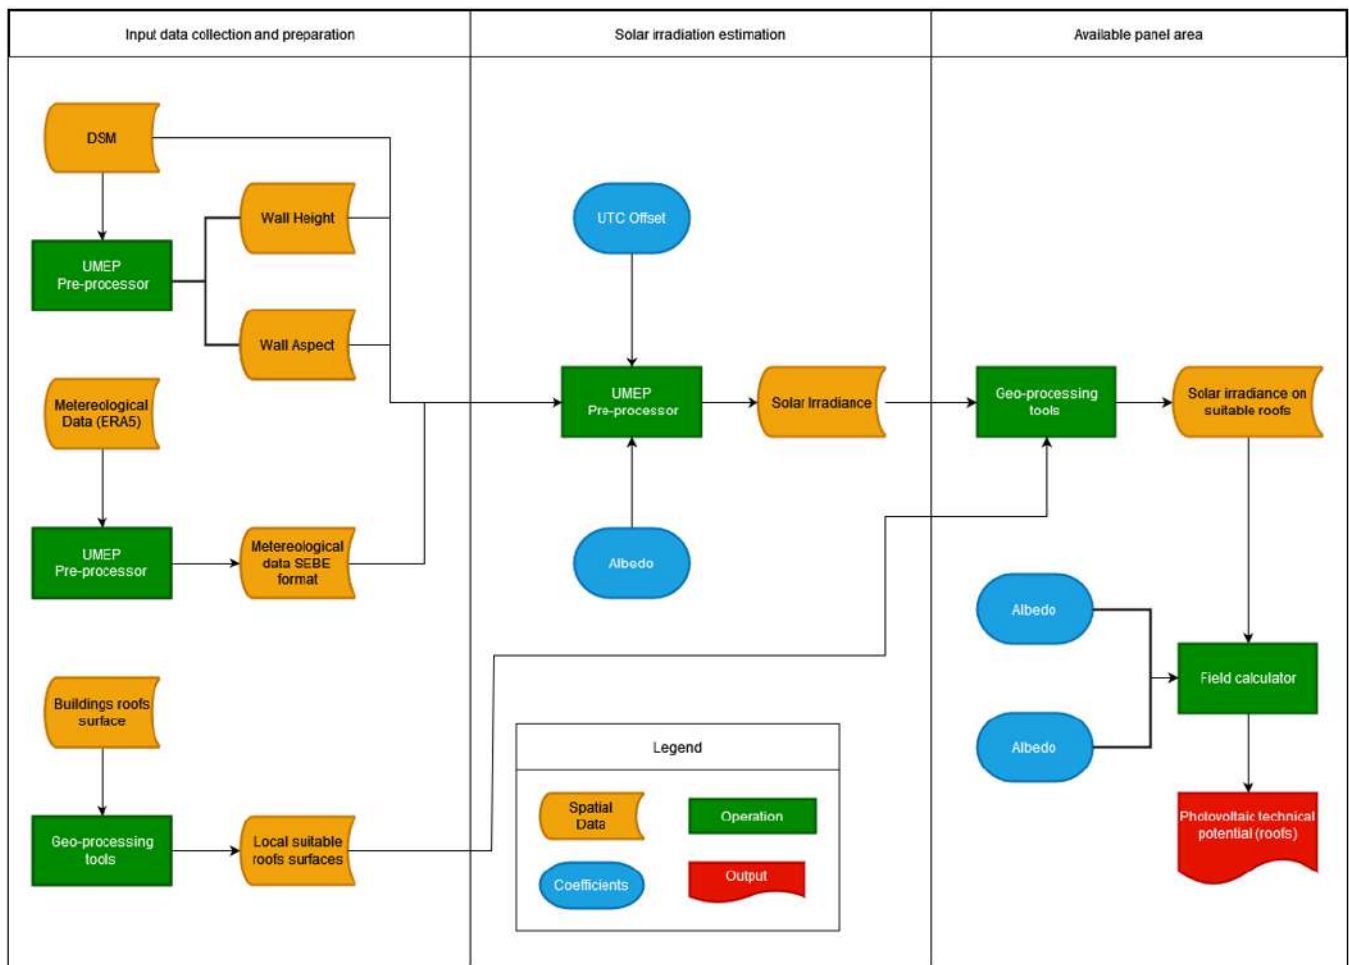 Input data collection and preparation
Solar irradiation estimation
Available panel area
DSM
UMEP
Pre-processor
Wall Height
Wall Aspect
Metereological
Data (ERA5)
UMEP
Pre-processor
Metereological
data SEBE
format
Buildings roofs
surface
Geo-processing
tools
Local suitable
roofs surfaces
UTC Offset
UMEP
Pre-processor
Albedo
Solar Irradiance
Legend
Spatial
Data
Operation
Coefficients
Output
Geo-processing
tools
Solar irradiance on
suitable roofs
Albedo
Albedo
Field calculator
Photovoltaic technical
potential (roofs)